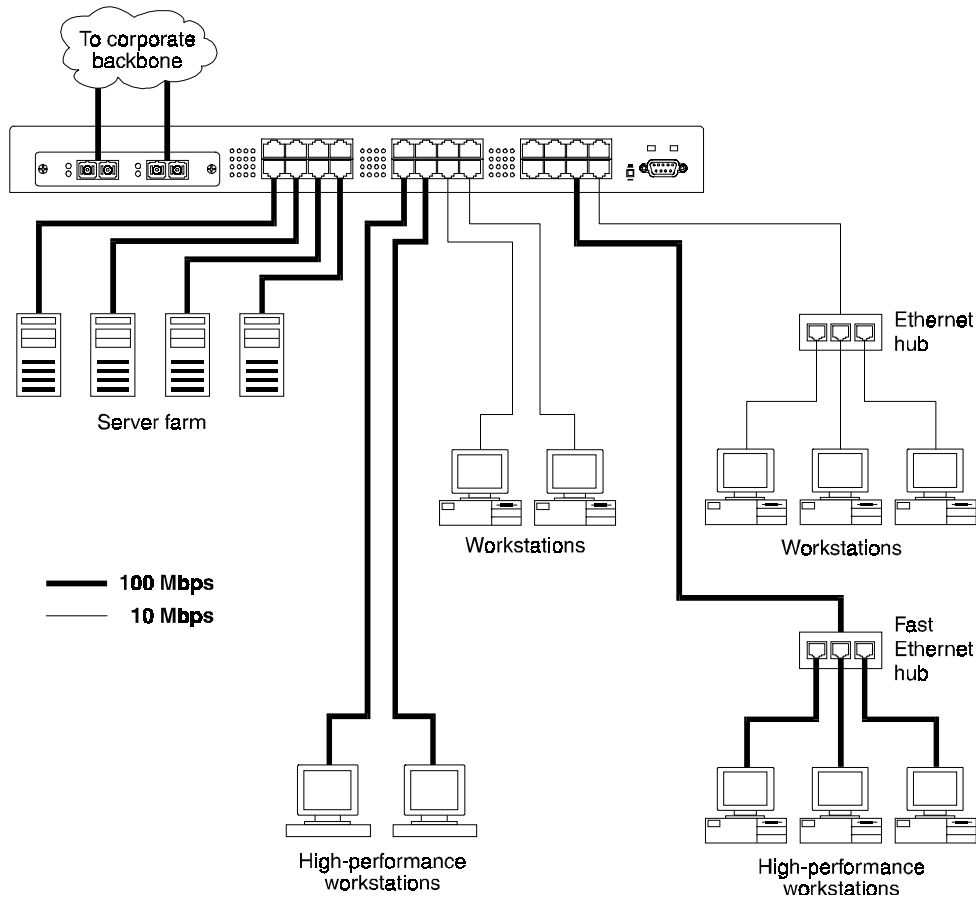 To corporate
backbone
Ethernet
hub
Server farm
Workstations
Workstations
100 Mbps
10 Mbps
Fast
Ethernet
hub
High-performance
workstations
High-performance
workstations